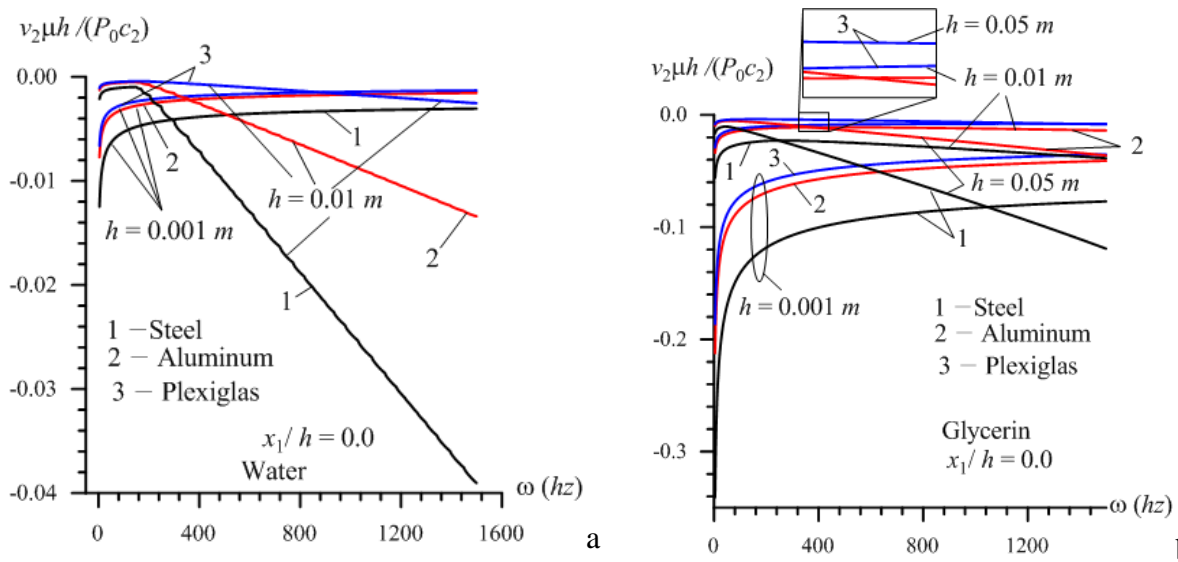 v₂μh /(P₀c₂)
0.00
-0.01
-0.02
-0.03
-0.04
3
1
2
h = 0.01 m
h = 0.001 m
2
1
1 – Steel
2 – Aluminum
3 – Plexiglas
x₁/ h = 0.0
Water
ω (hz)
0
400
800
1200
1600
a
v₂μh /(P₀c₂)
3
h = 0.05 m
h = 0.01 m
0.0
-0.1
-0.2
-0.3
1
3
2
2
h = 0.05 m
1
h = 0.001 m
1 – Steel
2 – Aluminum
3 – Plexiglas
Glycerin
x₁/ h = 0.0
ω (hz)
0
400
800
1200